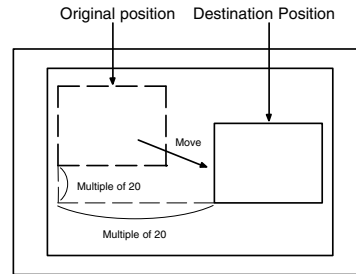 Original position
Destination Position
Move
Multiple of 20
Multiple of 20